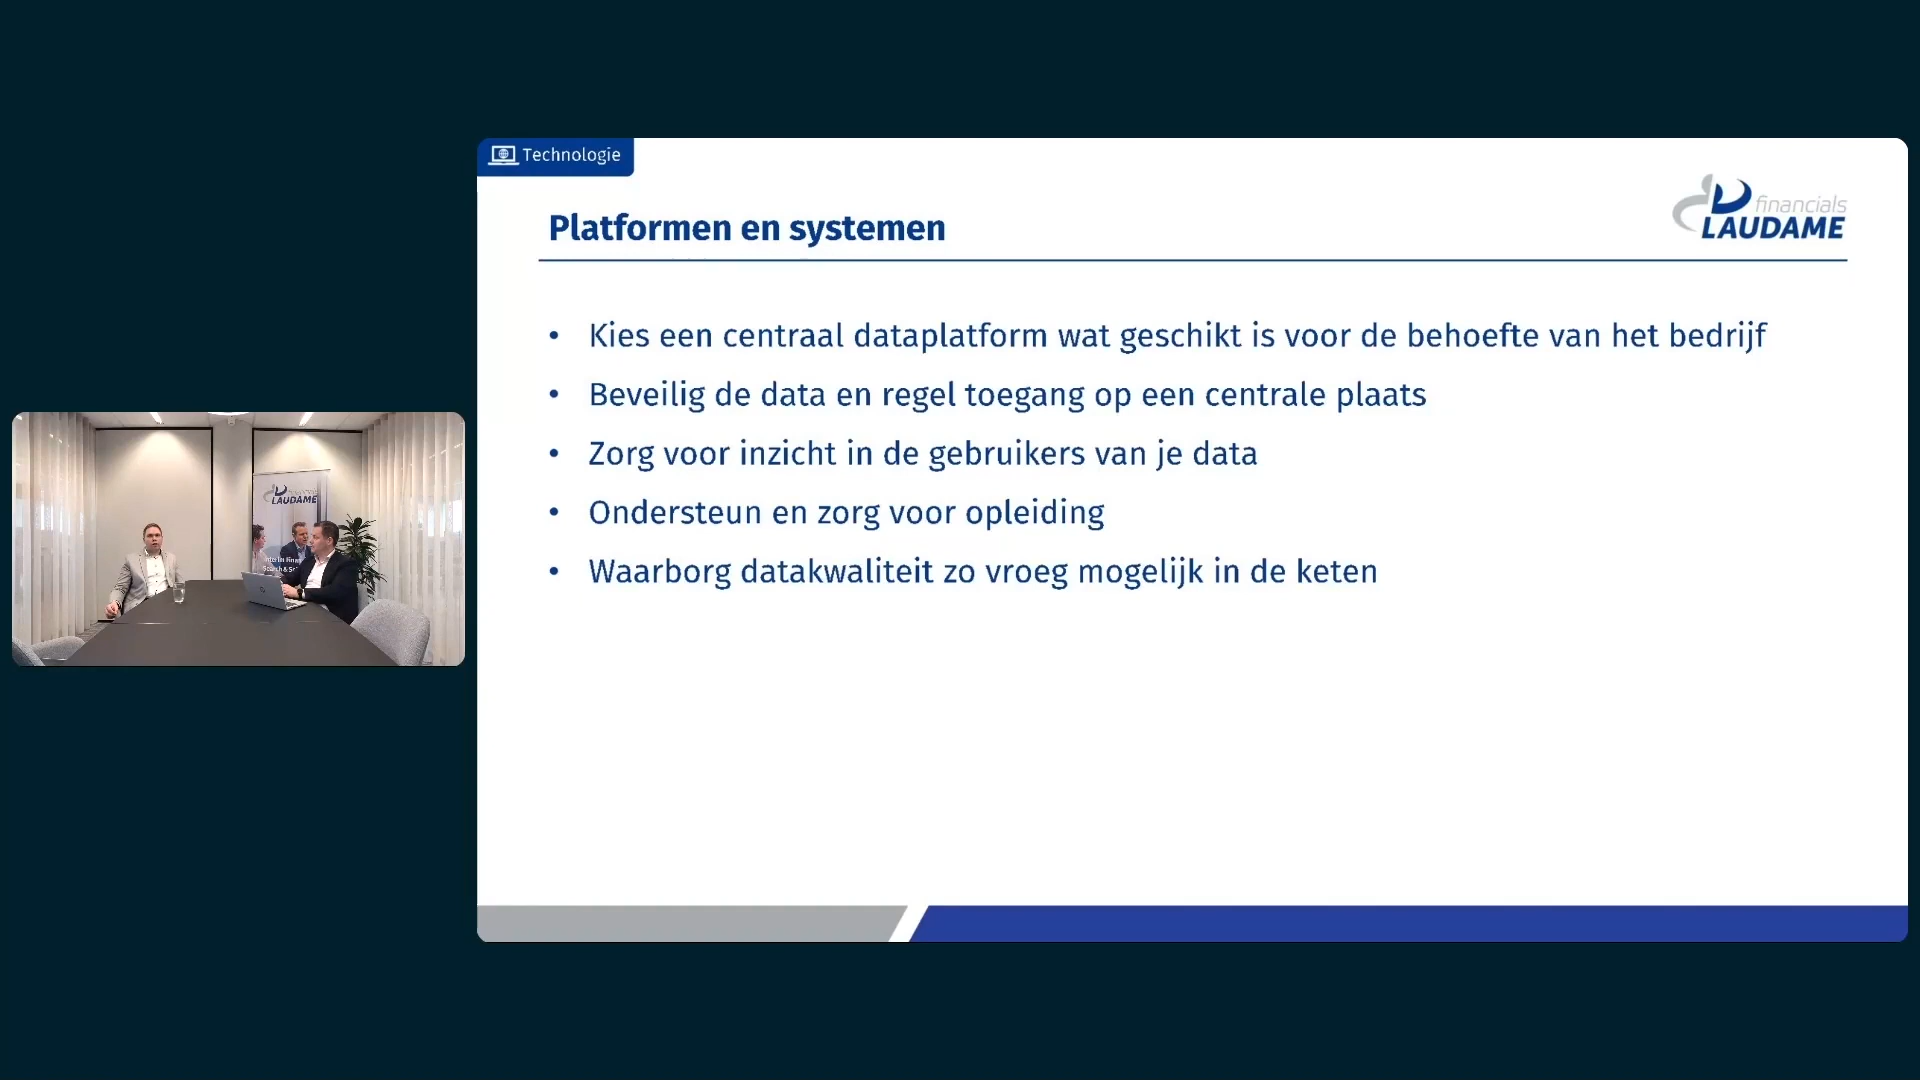 Technologie
financials
LAUDAME
Platformen en systemen
• Kies een centraal dataplatform wat geschikt is voor de behoefte van het bedrijf
• Beveilig de data en regel toegang op een centrale plaats
• Zorg voor inzicht in de gebruikers van je data
• Ondersteun en zorg voor opleiding
• Waarborg datakwaliteit zo vroeg mogelijk in de keten
LAUDAME